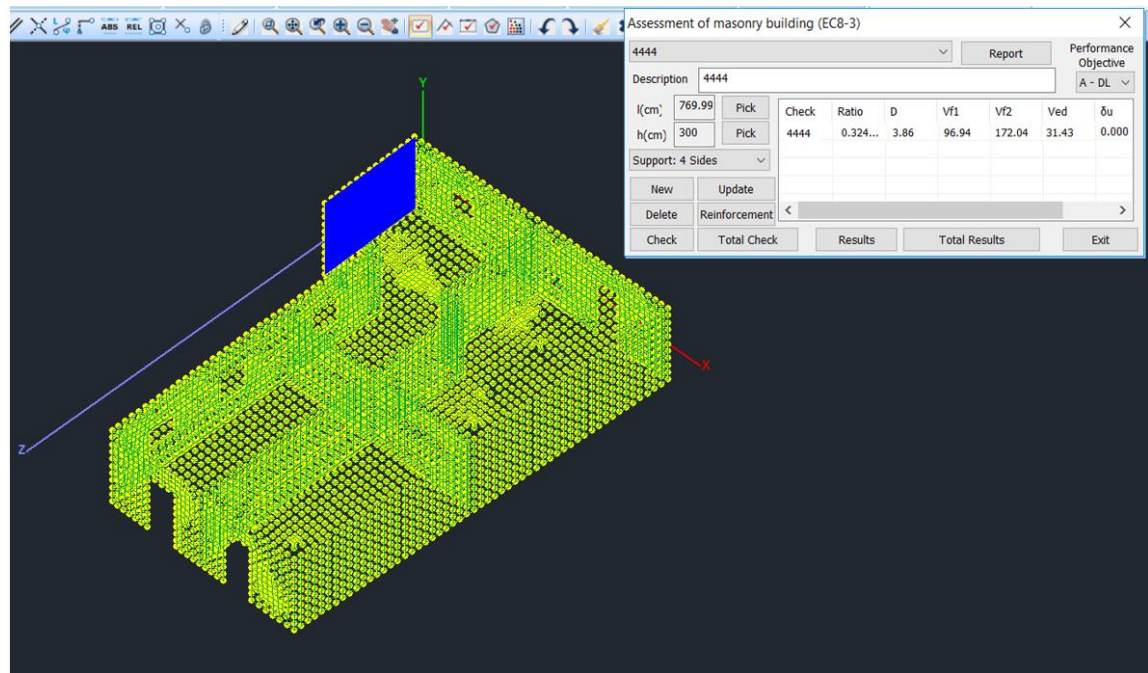 ABS REL
Assessment of masonry building (EC8-3)
4444 Report Performance Objective
Description 4444 A - DL
l(cm) 769.99 Pick
h(cm) 300 Pick
Support: 4 Sides
Check Ratio D Vf1 Vf2 Ved δu
4444 0.324... 3.86 96.94 172.04 31.43 0.000
New Update
Delete Reinforcement
Check Total Check Results Total Results Exit
Y
X
Z